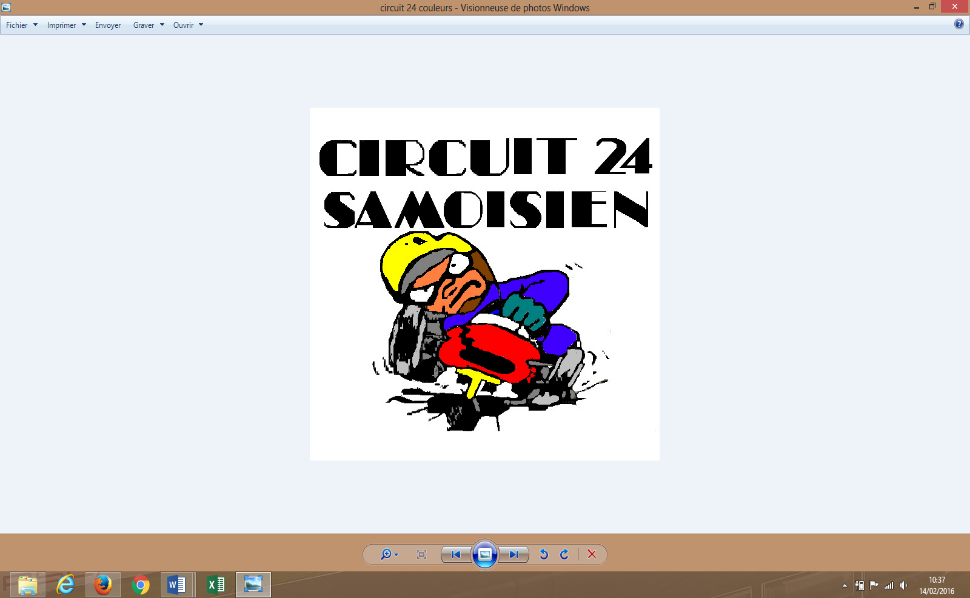 circuit 24 couleurs - Visionneuse de photos Windows
Fichier Imprimer Envoyer Graver Ouvrir
CIRCUIT 24
SAMOISIEN
10:37
14/02/2016